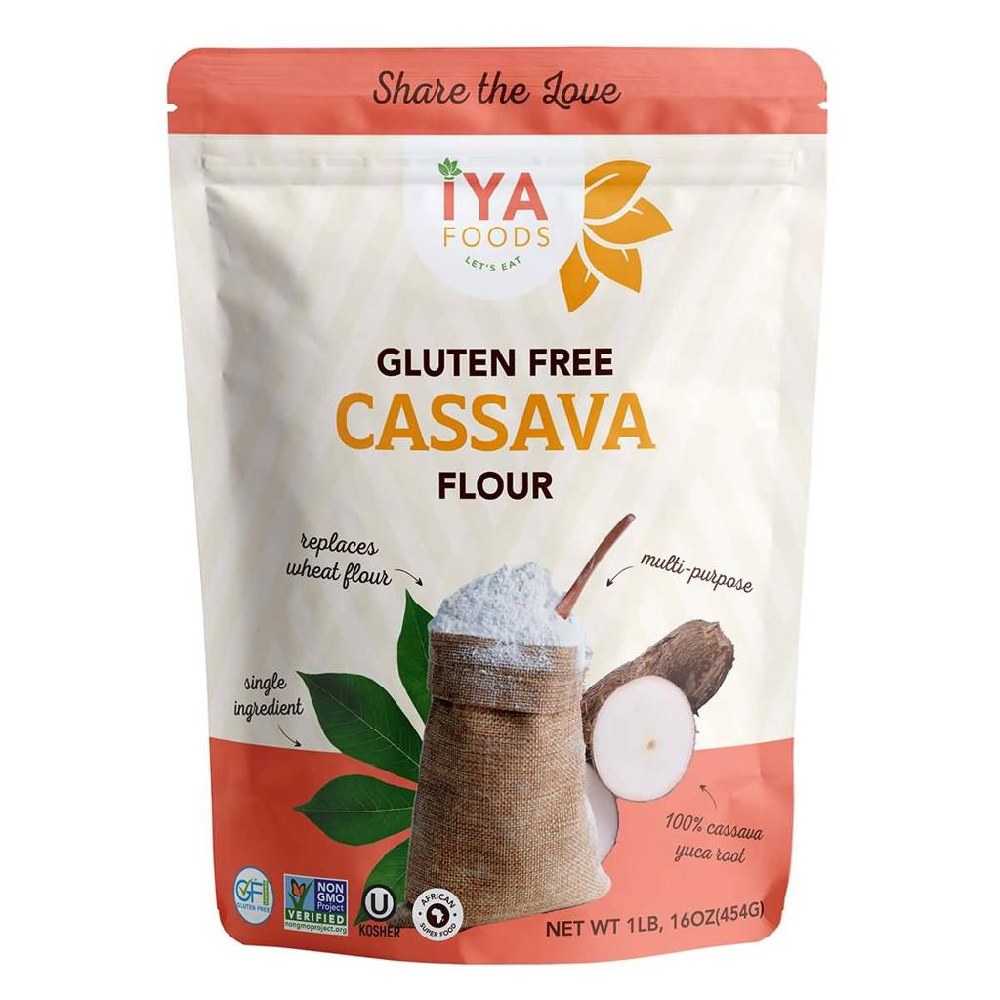 Share the Love
IYA
FOODS
LET'S EAT
GLUTEN FREE
CASSAVA
FLOUR
replaces
wheat flour
multi-purpose
single
ingredient
100% cassava
yuca root
GF
GLUTEN FREE
NON
GMO
Project
VERIFIED
nongmoproject.org
U
KOSHER
AFRICAN
SUPER FOOD
NET WT 1LB, 16OZ(454G)